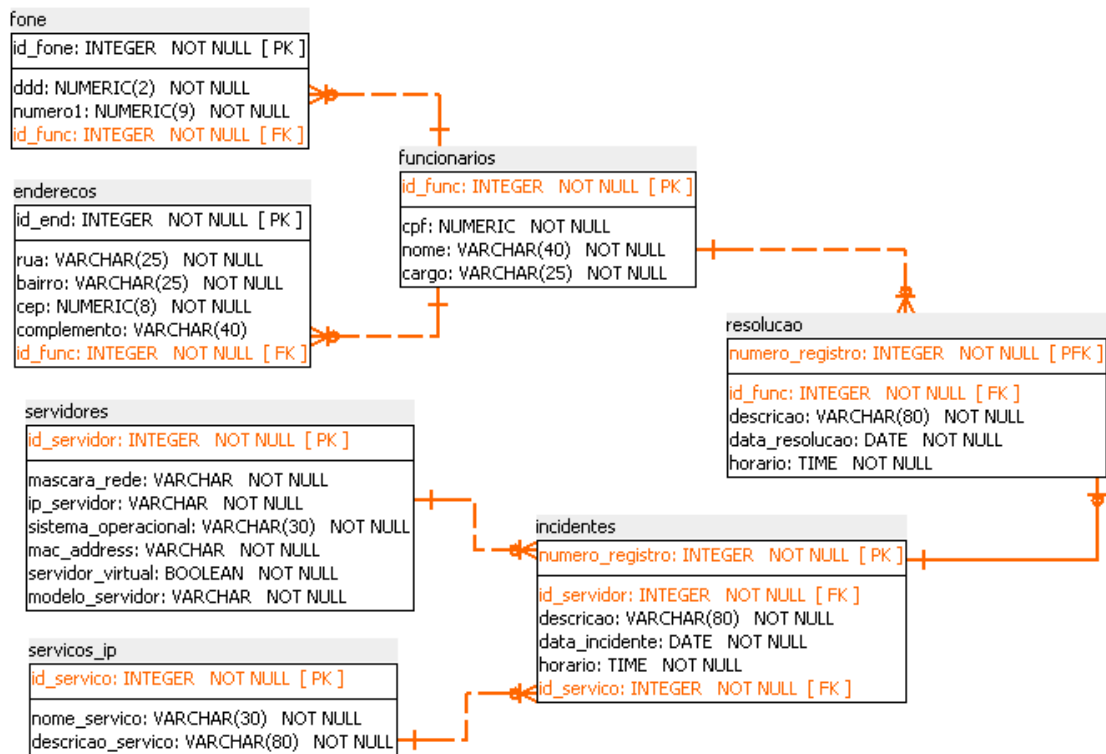 fone
id_fone: INTEGER NOT NULL [ PK ]
ddd: NUMERIC(2) NOT NULL
numero1: NUMERIC(9) NOT NULL
id_func: INTEGER NOT NULL [ FK ]
funcionarios
id_func: INTEGER NOT NULL [ PK ]
cpf: NUMERIC NOT NULL
nome: VARCHAR(40) NOT NULL
cargo: VARCHAR(25) NOT NULL
enderecos
id_end: INTEGER NOT NULL [ PK ]
rua: VARCHAR(25) NOT NULL
bairro: VARCHAR(25) NOT NULL
cep: NUMERIC(8) NOT NULL
complemento: VARCHAR(40)
id_func: INTEGER NOT NULL [ FK ]
resolucao
numero_registro: INTEGER NOT NULL [ PFK ]
id_func: INTEGER NOT NULL [ FK ]
descricao: VARCHAR(80) NOT NULL
data_resolucao: DATE NOT NULL
horario: TIME NOT NULL
servidores
id_servidor: INTEGER NOT NULL [ PK ]
mascara_rede: VARCHAR NOT NULL
ip_servidor: VARCHAR NOT NULL
sistema_operacional: VARCHAR(30) NOT NULL
mac_address: VARCHAR NOT NULL
servidor_virtual: BOOLEAN NOT NULL
modelo_servidor: VARCHAR NOT NULL
incidentes
numero_registro: INTEGER NOT NULL [ PK ]
id_servidor: INTEGER NOT NULL [ FK ]
descricao: VARCHAR(80) NOT NULL
data_incidente: DATE NOT NULL
horario: TIME NOT NULL
id_servico: INTEGER NOT NULL [ FK ]
servicos_ip
id_servico: INTEGER NOT NULL [ PK ]
nome_servico: VARCHAR(30) NOT NULL
descricao_servico: VARCHAR(80) NOT NULL